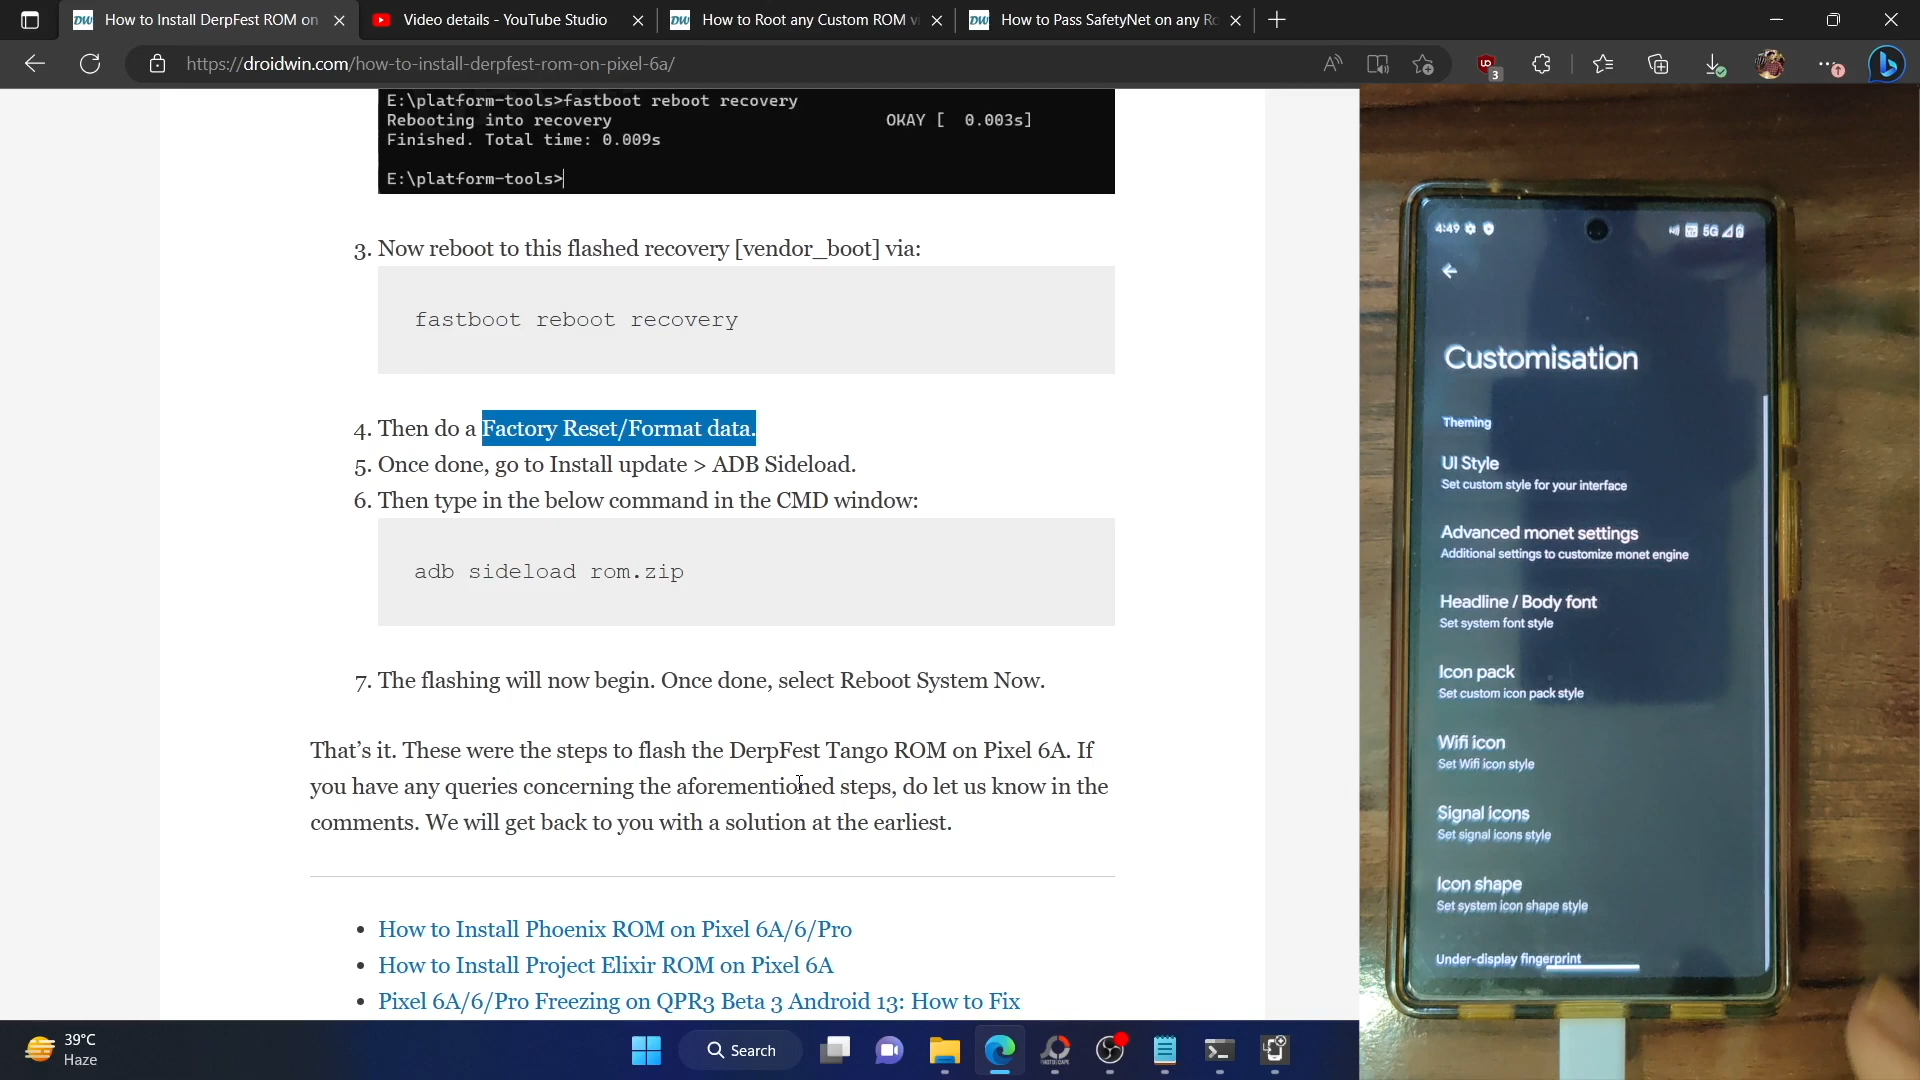 How to Install DerpFest ROM on
Video details - YouTube Studio
DW How to Root any Custom ROM vi
DW How to Pass SafetyNet on any Ro
https://droidwin.com/how-to-install-derpfest-rom-on-pixel-6a/
3
E:\platform-tools>fastboot reboot recovery
Rebooting into recovery OKAY [ 0.003s]
Finished. Total time: 0.009s
E:\platform-tools>
3. Now reboot to this flashed recovery [vendor_boot] via:
fastboot reboot recovery
4. Then do a Factory Reset/Format data.
5. Once done, go to Install update > ADB Sideload.
6. Then type in the below command in the CMD window:
adb sideload rom.zip
7. The flashing will now begin. Once done, select Reboot System Now.
That's it. These were the steps to flash the DerpFest Tango ROM on Pixel 6A. If
you have any queries concerning the aforementioned steps, do let us know in the
comments. We will get back to you with a solution at the earliest.
• How to Install Phoenix ROM on Pixel 6A/6/Pro
• How to Install Project Elixir ROM on Pixel 6A
• Pixel 6A/6/Pro Freezing on QPR3 Beta 3 Android 13: How to Fix
4:49 5G
Customisation
Theming
UI Style
Set custom style for your interface
Advanced monet settings
Additional settings to customize monet engine
Headline / Body font
Set system font style
Icon pack
Set custom icon pack style
Wifi icon
Set Wifi icon style
Signal icons
Set signal icons style
Icon shape
Set system icon shape style
Under-display fingerprint
39°C
Haze
Search